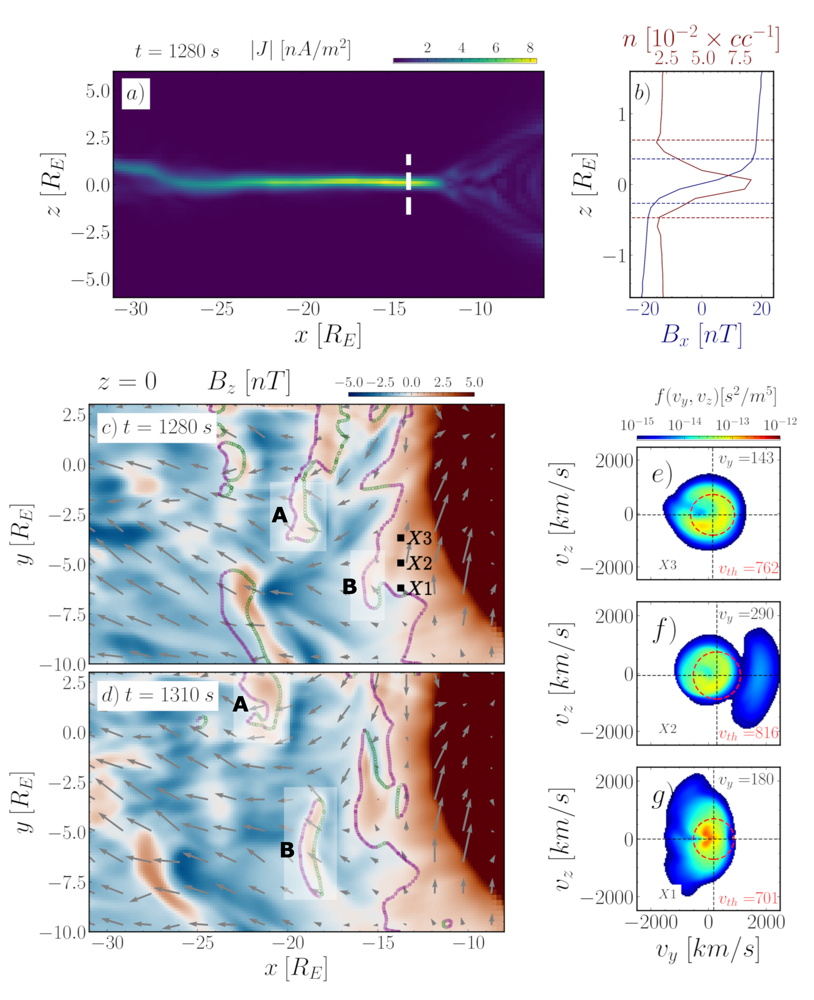 t = 1280 s |J| [nA/m²] 2 4 6 8
a)
5.0
2.5
0.0
−2.5
−5.0
z [R_E]
−30 −25 −20 −15 −10
x [R_E]
n [10⁻² × cc⁻¹]
2.5 5.0 7.5
b)
1
0
−1
z [R_E]
−20 0 20
B_x [nT]
z = 0 B_z [nT] −5.0 −2.5 0.0 2.5 5.0
c) t = 1280 s
2.5
0.0
−2.5
−5.0
−7.5
−10.0
y [R_E]
A
B
X3
X2
X1
d) t = 1310 s
2.5
0.0
−2.5
−5.0
−7.5
−10.0
y [R_E]
A
B
−30 −25 −20 −15 −10
x [R_E]
f(v_y, v_z)[s²/m⁵]
10⁻¹⁵ 10⁻¹⁴ 10⁻¹³ 10⁻¹²
e)
v_y =143
2000
0
−2000
v_z [km/s]
X3
v_th =762
f)
v_y =290
2000
0
−2000
v_z [km/s]
X2
v_th =816
g)
v_y =180
2000
0
−2000
v_z [km/s]
X1
v_th =701
−2000 0 2000
v_y [km/s]